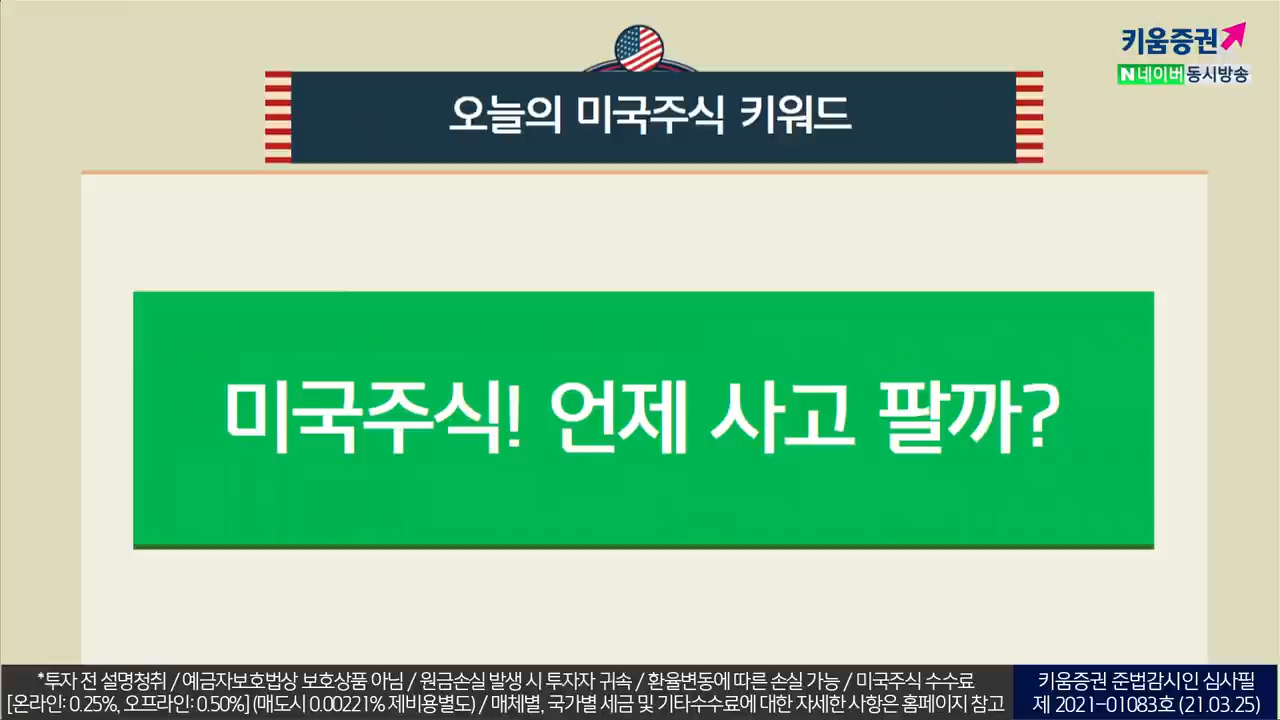 키움증권
N 네이버 동시방송
오늘의 미국주식 키워드
미국주식! 언제 사고 팔까?
*투자 전 설명청취 / 예금자보호법상 보호상품 아님 / 원금손실 발생 시 투자자 귀속 / 환율변동에 따른 손실 가능 / 미국주식 수수료
[온라인: 0.25%, 오프라인: 0.50%] (매도시 0.00221% 제비용별도) / 매체별, 국가별 세금 및 기타수수료에 대한 자세한 사항은 홈페이지 참고
키움증권 준법감시인 심사필
제 2021-01083호 (21.03.25)